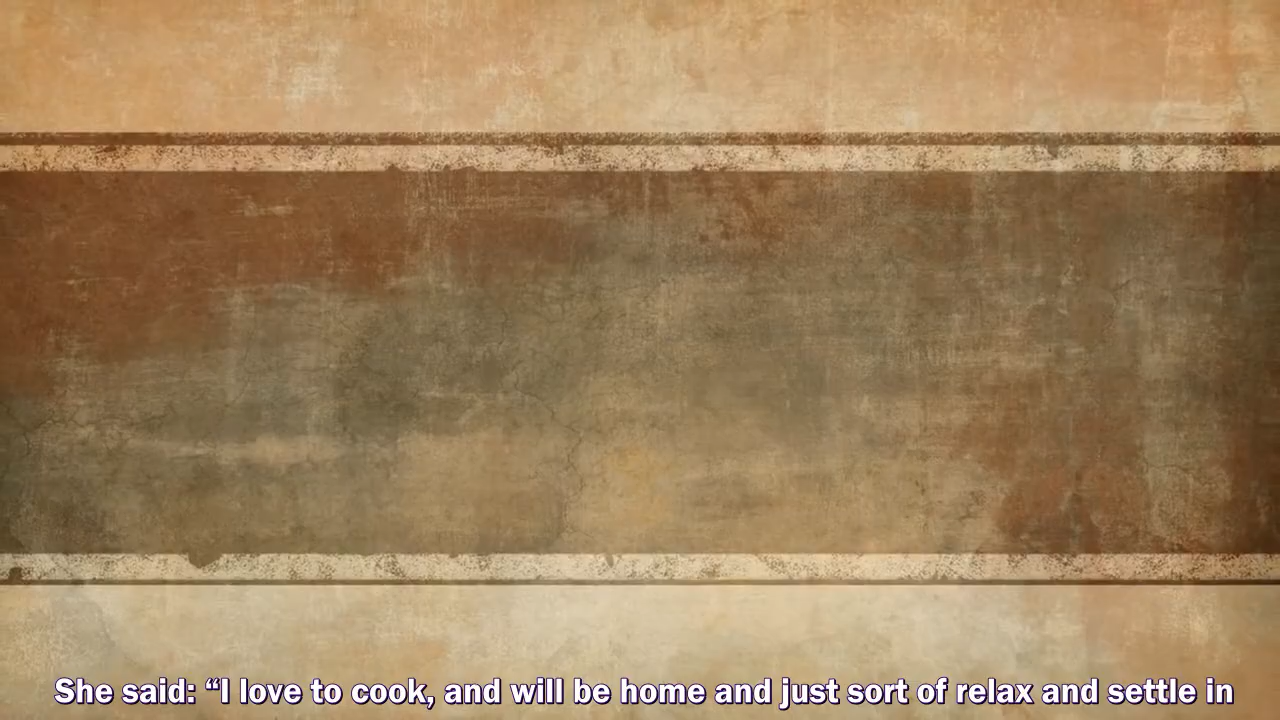 She said: “I love to cook, and will be home and just sort of relax and settle in